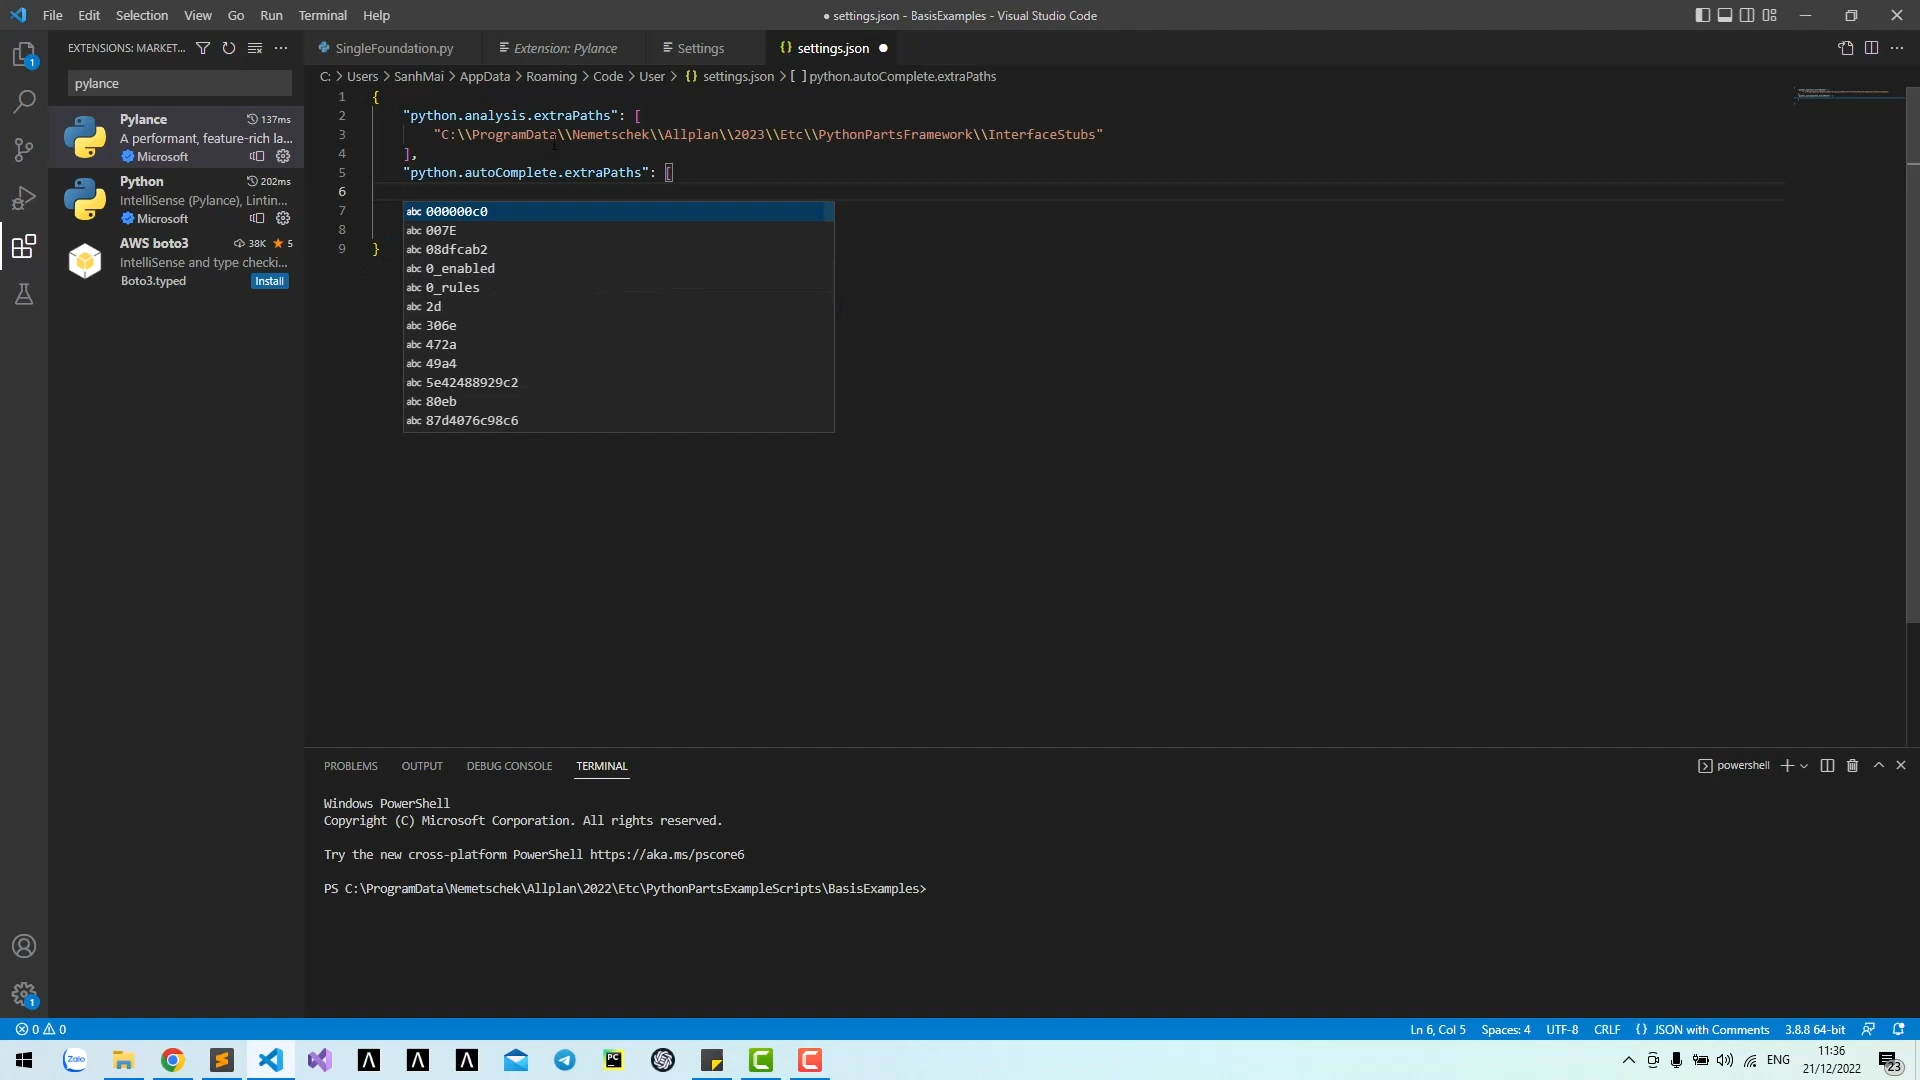 File Edit Selection View Go Run Terminal Help
● settings.json - BasisExamples - Visual Studio Code
EXTENSIONS: MARKET...
pylance
Pylance 137ms
A performant, feature-rich la...
Microsoft
Python 202ms
IntelliSense (Pylance), Lintin...
Microsoft
AWS boto3 38K 5
IntelliSense and type checki...
Boto3.typed Install
SingleFoundation.py Extension: Pylance Settings {} settings.json ●
C: > Users > SanhMai > AppData > Roaming > Code > User > {} settings.json > [ ] python.autoComplete.extraPaths
1 {
2 "python.analysis.extraPaths": [
3 "C:\\ProgramData\\Nemetschek\\Allplan\\2023\\Etc\\PythonPartsFramework\\InterfaceStubs"
4 ],
5 "python.autoComplete.extraPaths": [
6
7
8
9 }
abc 000000c0
abc 007E
abc 08dfcab2
abc 0_enabled
abc 0_rules
abc 2d
abc 306e
abc 472a
abc 49a4
abc 5e42488929c2
abc 80eb
abc 87d4076c98c6
PROBLEMS OUTPUT DEBUG CONSOLE TERMINAL
powershell
Windows PowerShell
Copyright (C) Microsoft Corporation. All rights reserved.
Try the new cross-platform PowerShell https://aka.ms/pscore6
PS C:\ProgramData\Nemetschek\Allplan\2022\Etc\PythonPartsExampleScripts\BasisExamples>
1
1
0 0
Ln 6, Col 5 Spaces: 4 UTF-8 CRLF {} JSON with Comments 3.8.8 64-bit
Zalo
PC
ENG
11:36
21/12/2022
23